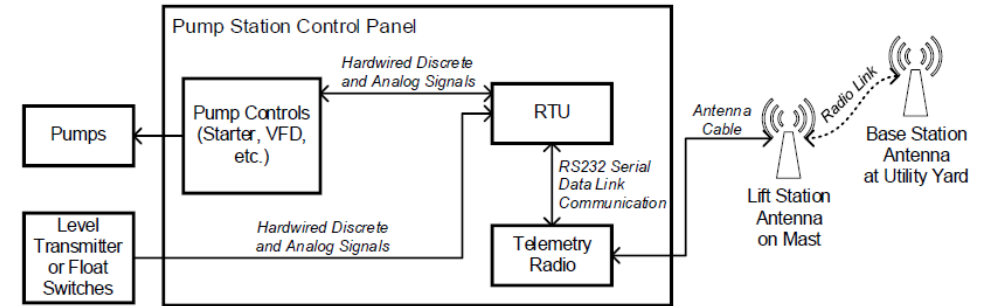 Pump Station Control Panel
Hardwired Discrete
and Analog Signals
Pump Controls
(Starter, VFD,
etc.)
Pumps
RTU
Antenna
Cable
Radio Link
Base Station
Antenna
at Utility Yard
RS232 Serial
Data Link
Communication
Lift Station
Antenna
on Mast
Level
Transmitter
or Float
Switches
Hardwired Discrete
and Analog Signals
Telemetry
Radio